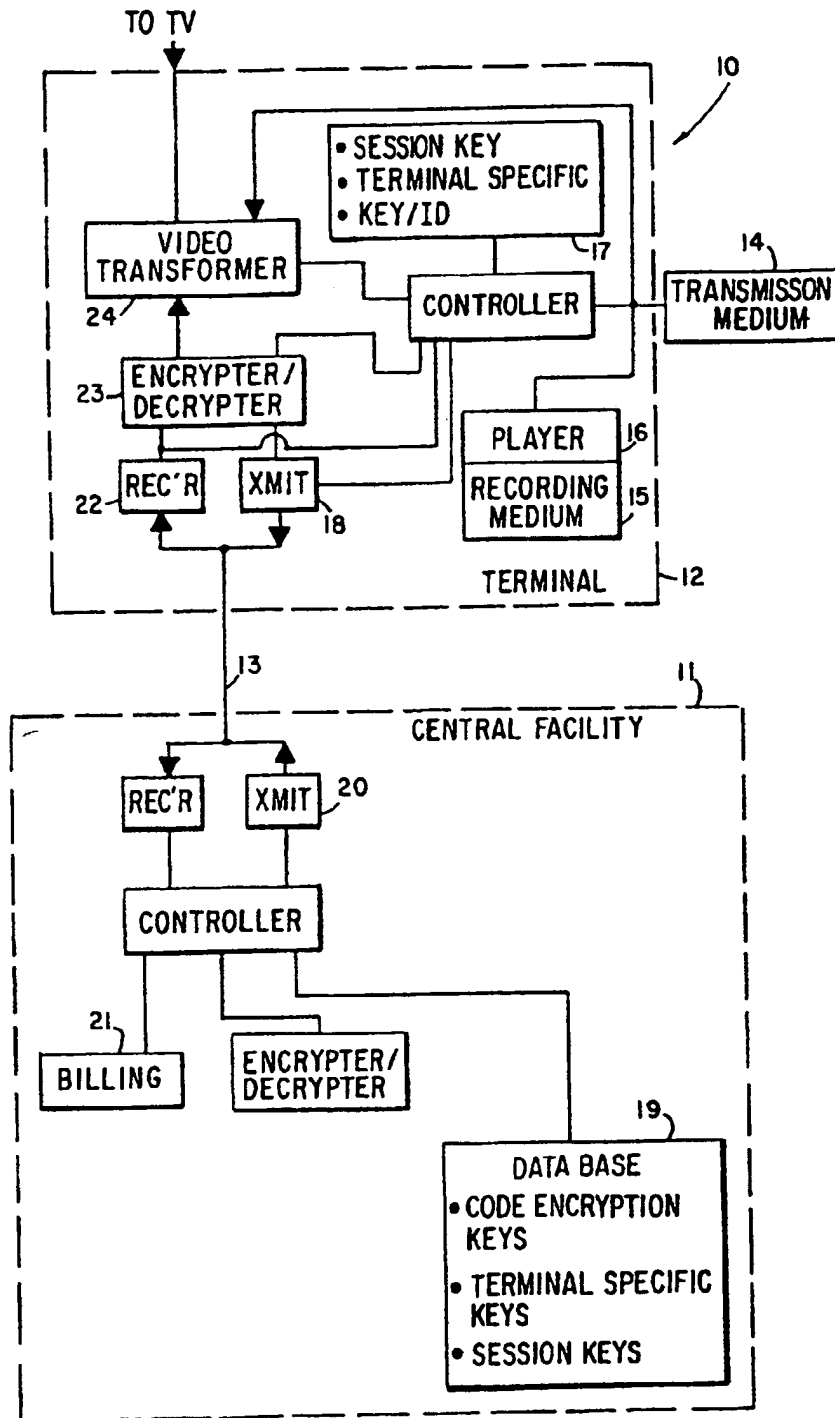 TO TV
10
• SESSION KEY
• TERMINAL SPECIFIC
• KEY/ID
17
VIDEO
TRANSFORMER
24
CONTROLLER
14
TRANSMISSON
MEDIUM
23
ENCRYPTER/
DECRYPTER
PLAYER
16
REC'R
22
XMIT
18
RECORDING
MEDIUM
15
TERMINAL
12
13
11
CENTRAL FACILITY
REC'R
XMIT
20
CONTROLLER
21
BILLING
ENCRYPTER/
DECRYPTER
19
DATA BASE
• CODE ENCRYPTION
KEYS
• TERMINAL SPECIFIC
KEYS
• SESSION KEYS